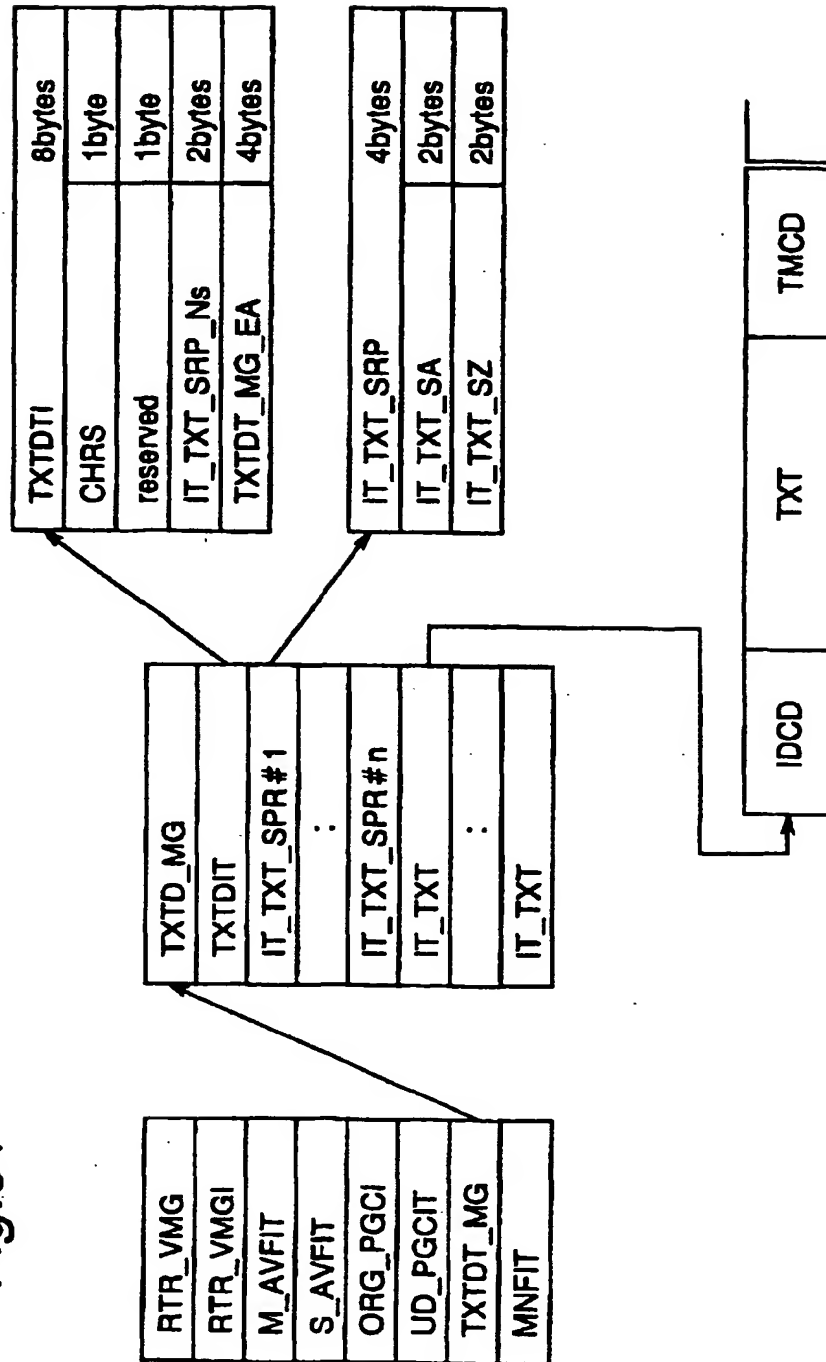 RTR_VMG
RTR_VMGI
M_AVFIT
S_AVFIT
ORG_PGCI
UD_PGCIT
TXTDT_MG
MNFIT
TXTD_MG
TXTDIT
IT_TXT_SPR#1
:
IT_TXT_SPR#n
IT_TXT
:
IT_TXT
TXTDTI 8bytes
CHRS 1byte
reserved 1byte
IT_TXT_SRP_Ns 2bytes
TXTDT_MG_EA 4bytes
IT_TXT_SRP 4bytes
IT_TXT_SA 2bytes
IT_TXT_SZ 2bytes
IDCD TXT TMCD